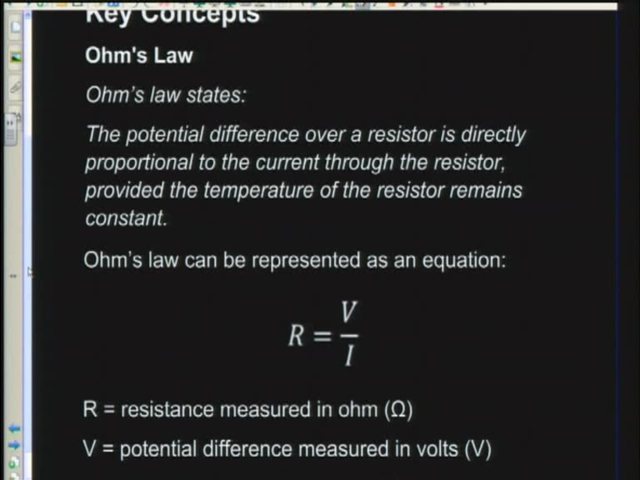 Key Concepts
Ohm's Law
Ohm's law states:
The potential difference over a resistor is directly
proportional to the current through the resistor,
provided the temperature of the resistor remains
constant.
Ohm's law can be represented as an equation:
R = V/I
R = resistance measured in ohm (Ω)
V = potential difference measured in volts (V)